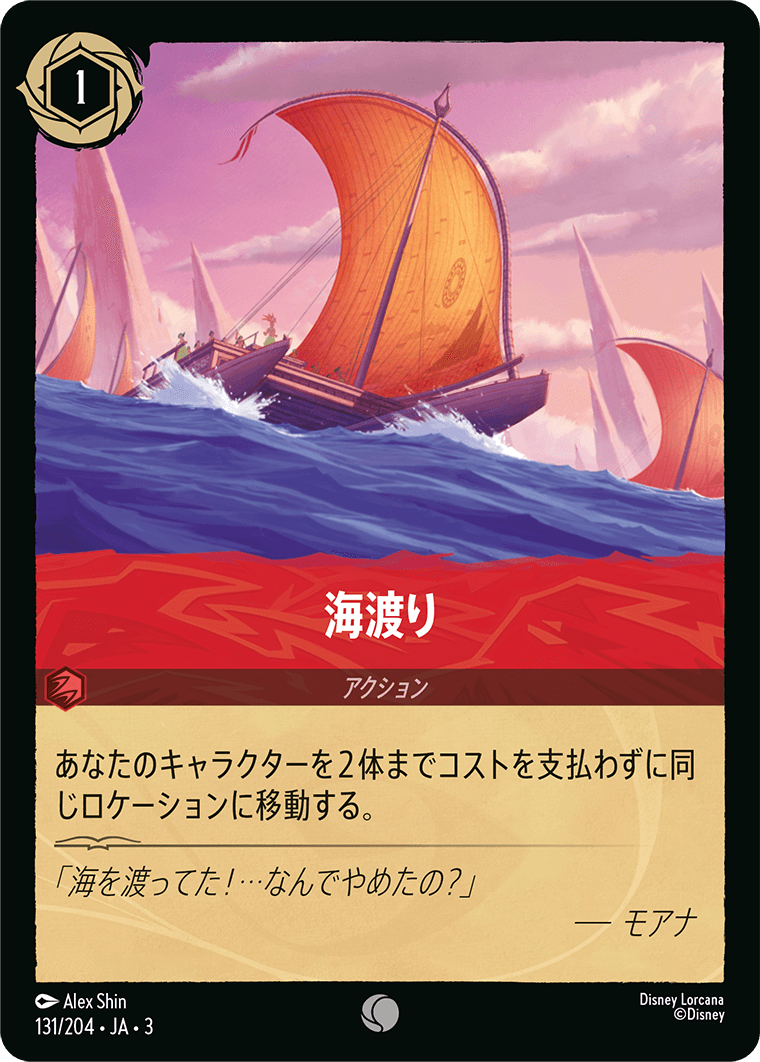 1
海渡り
アクション
あなたのキャラクターを2体までコストを支払わずに同
じロケーションに移動する。
「海を渡ってた!…なんでやめたの?」
— モアナ
Alex Shin
131/204 • JA • 3
Disney Lorcana
©Disney